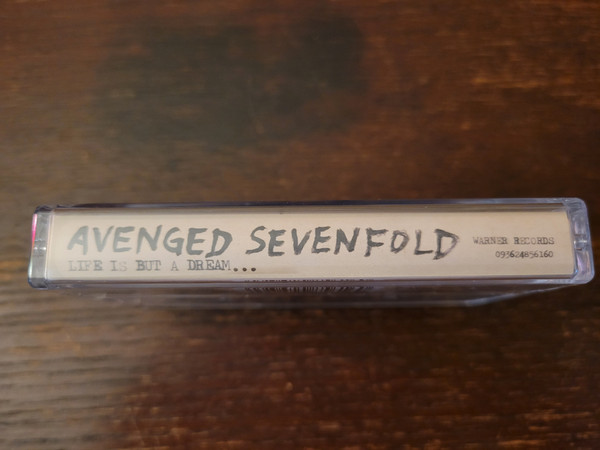 AVENGED SEVENFOLD
LIFE IS BUT A DREAM...
WARNER RECORDS
093624856160